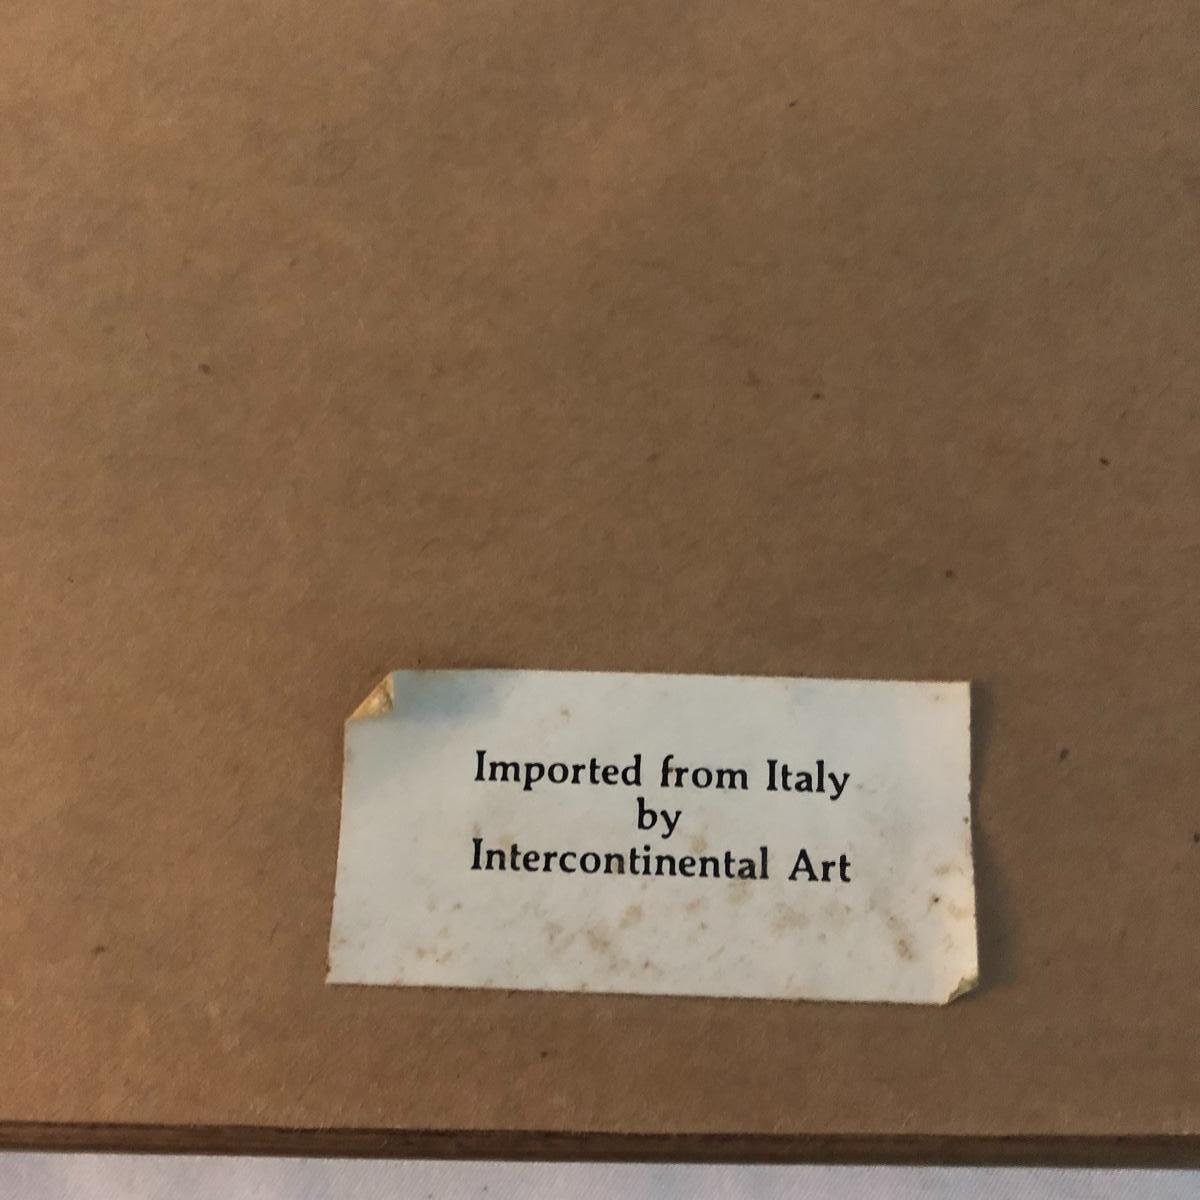 Imported from Italy
by
Intercontinental Art